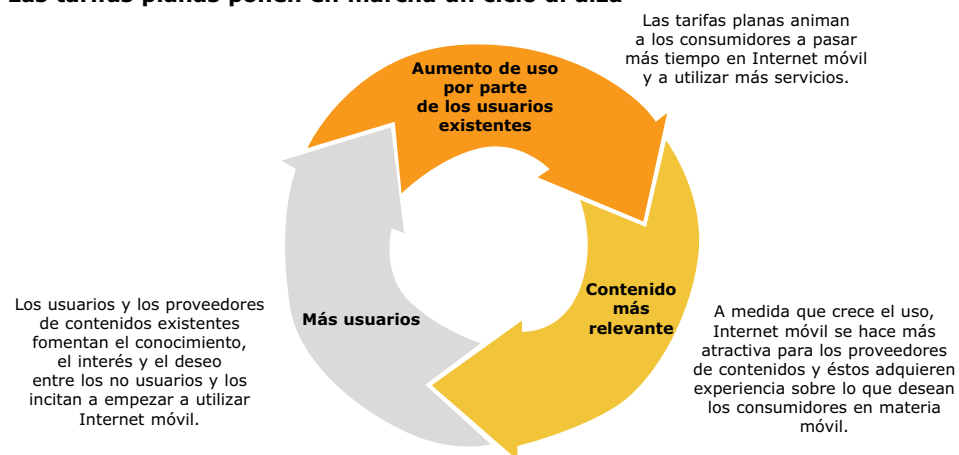 Las tarifas planas ponen en marcha un ciclo al alza
Las tarifas planas animan
a los consumidores a pasar
más tiempo en Internet móvil
y a utilizar más servicios.
Aumento de uso
por parte
de los usuarios
existentes
Contenido
más
relevante
A medida que crece el uso,
Internet móvil se hace más
atractiva para los proveedores
de contenidos y éstos adquieren
experiencia sobre lo que desean
los consumidores en materia
móvil.
Más usuarios
Los usuarios y los proveedores
de contenidos existentes
fomentan el conocimiento,
el interés y el deseo
entre los no usuarios y los
incitan a empezar a utilizar
Internet móvil.